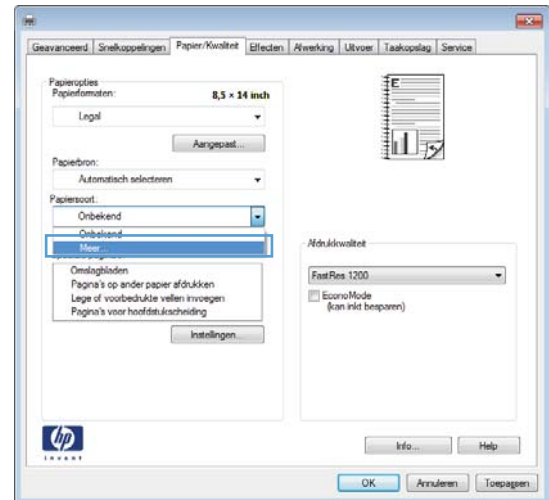 Geavanceerd Snelkoppelingen Papier/Kwaliteit Effecten Afwerking Uitvoer Taakopslag Service
Papieropties
Papierformaten: 8,5 × 14 inch
Legal
Aangepast...
Papierbron:
Automatisch selecteren
Papiersoort:
Onbekend
Onbekend
Meer...
Omslagbladen
Pagina's op ander papier afdrukken
Lege of voorbedrukte vellen invoegen
Pagina's voor hoofdstukscheiding
Instellingen...
E
Afdrukkwaliteit
FastRes 1200
EconoMode
(kan inkt besparen)
hp
invent
Info... Help
OK Annuleren Toepassen